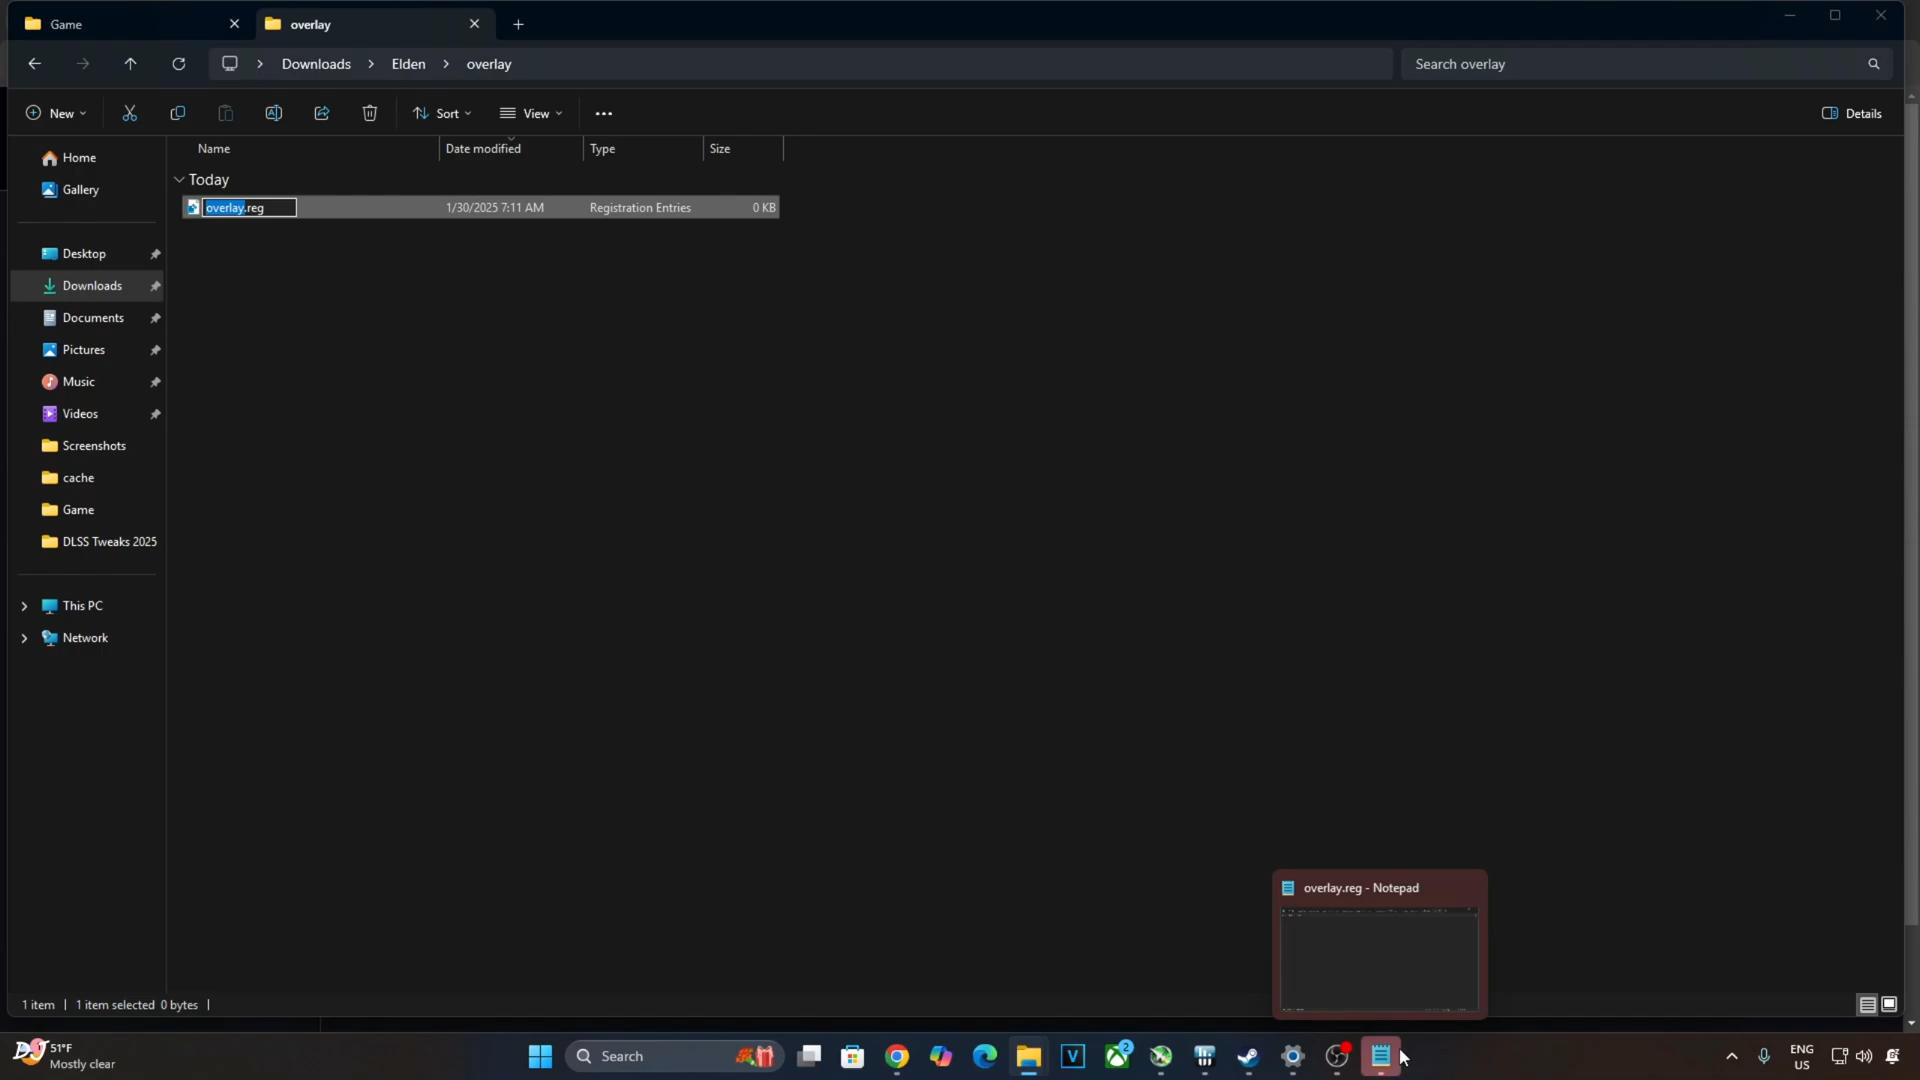 Game
overlay
Downloads > Elden > overlay
Search overlay
New
Sort
View
Details
Name
Date modified
Type
Size
Home
Gallery
Desktop
Downloads
Documents
Pictures
Music
Videos
Screenshots
cache
Game
DLSS Tweaks 2025
This PC
Network
Today
overlay.reg
1/30/2025 7:11 AM
Registration Entries
0 KB
overlay.reg - Notepad
1 item
1 item selected 0 bytes
DJ
51°F
Mostly clear
Search
V
2
ENG
US